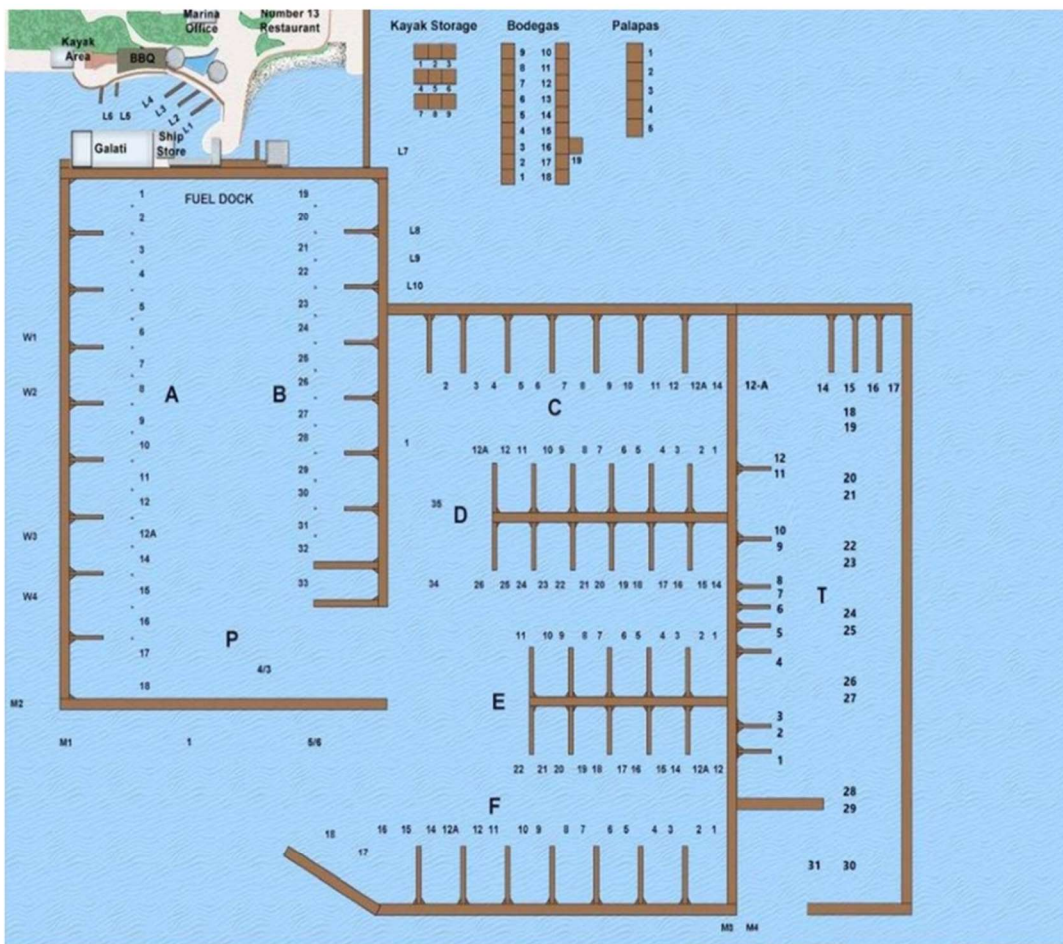 Marina
Office
Number 13
Restaurant
Kayak
Area
BBQ
L6
L5
L4
L3
L2
L1
Galati
Ship
Store
L7
Kayak Storage
1 2 3
4 5 6
7 8 9
Bodegas
9 10
8 11
7 12
6 13
5 14
4 15
3 16
2 17
19
1 18
Palapas
1
2
3
4
5
FUEL DOCK
1
2
3
4
5
6
7
8
9
10
11
12
12A
14
15
16
17
18
A
19
20
21
22
23
24
25
26
27
28
29
30
31
32
33
B
L8
L9
L10
W1
W2
W3
W4
P
4/3
M2
M1
1
5/6
2 3 4 5 6 7 8 9 10 11 12 12A 14
C
1
35
34
12A 12 11 10 9 8 7 6 5 4 3 2 1
D
26 25 24 23 22 21 20 19 18 17 16 15 14
11 10 9 8 7 6 5 4 3 2 1
E
22 21 20 19 18 17 16 15 14 12A 12
F
18
17
16 15 14 12A 12 11 10 9 8 7 6 5 4 3 2 1
M3 M4
12-A
14 15 16 17
18
19
12
11
20
21
10
9
22
23
8
7
6
5
4
T
24
25
26
27
3
2
1
28
29
31 30